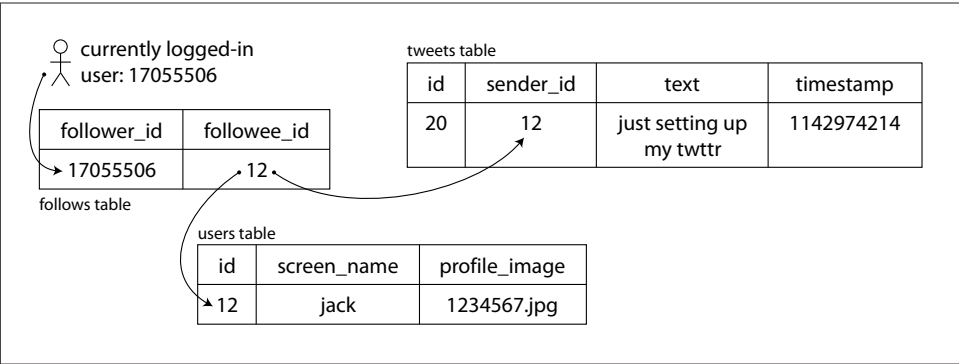 currently logged-in
user: 17055506
follower_id followee_id
17055506 12
follows table
tweets table
id sender_id text timestamp
20 12 just setting up 1142974214
my twttr
users table
id screen_name profile_image
12 jack 1234567.jpg